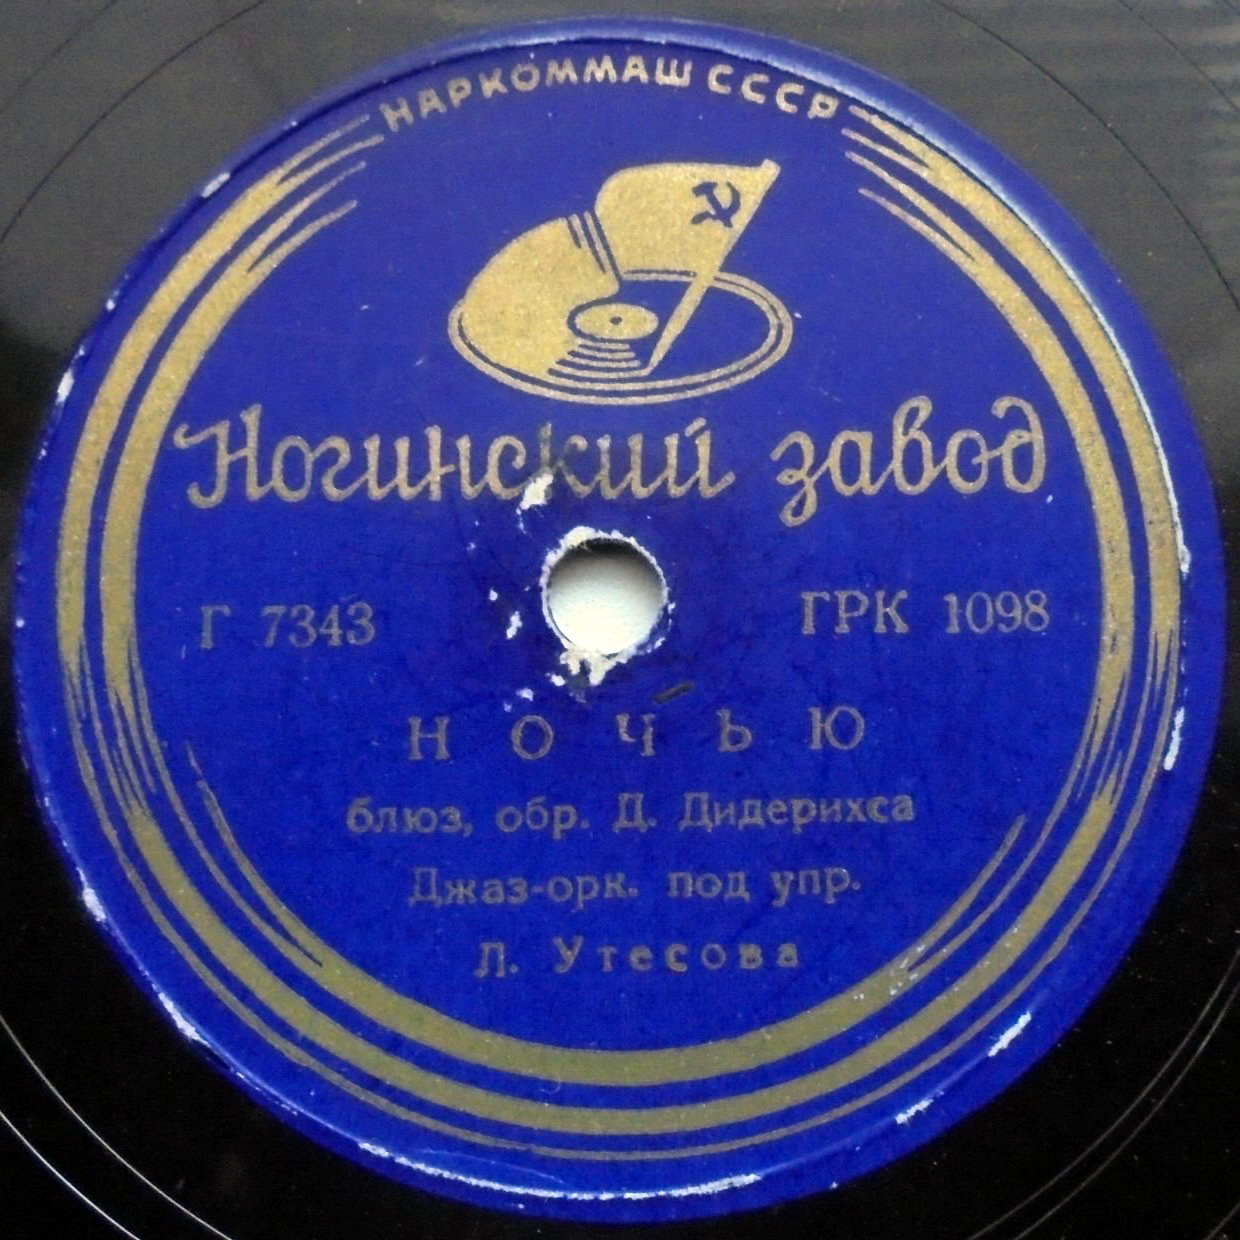 НАРКОММАШ СССР
Ногинский завод
Г 7343 ГРК 1098
НОЧЬЮ
блюз, обр. Д. Дидерихса
Джаз-орк. под упр.
Л. Утесова